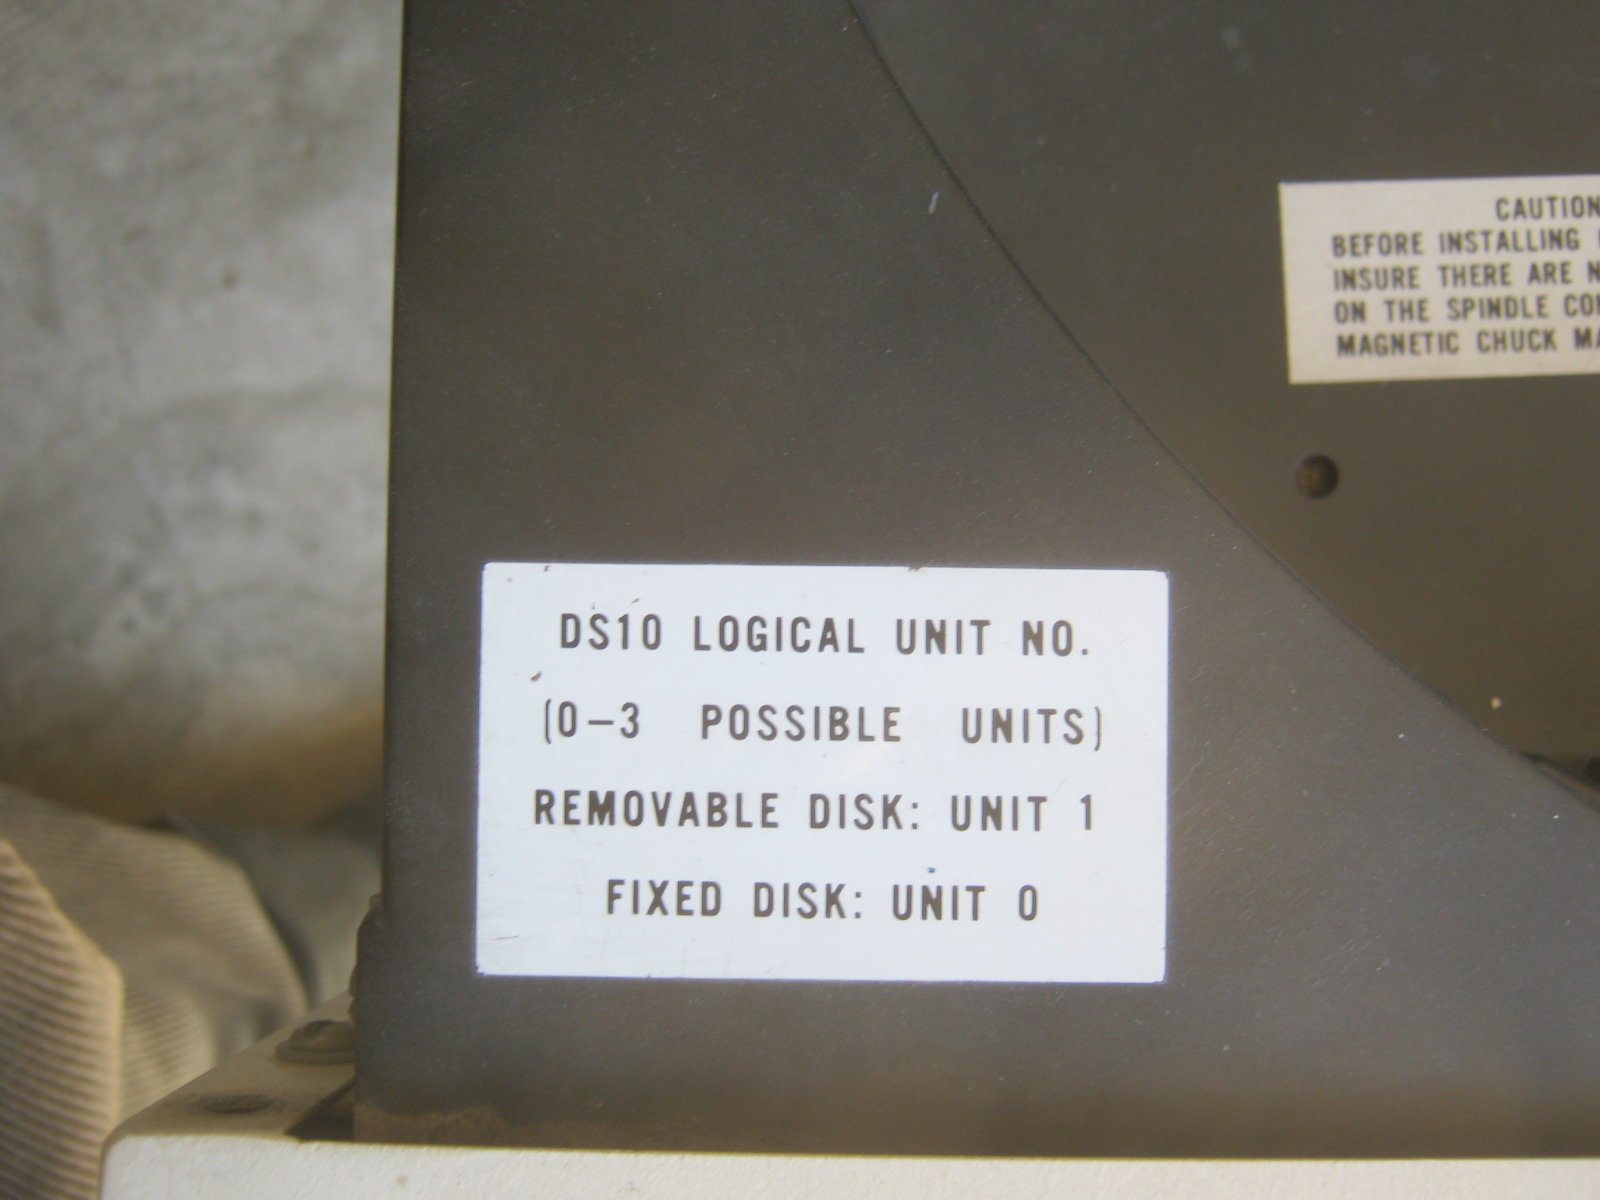 CAUTION
BEFORE INSTALLING
INSURE THERE ARE
ON THE SPINDLE
MAGNETIC CHUCK
DS10 LOGICAL UNIT NO.
(0-3 POSSIBLE UNITS)
REMOVABLE DISK: UNIT 1
FIXED DISK: UNIT 0